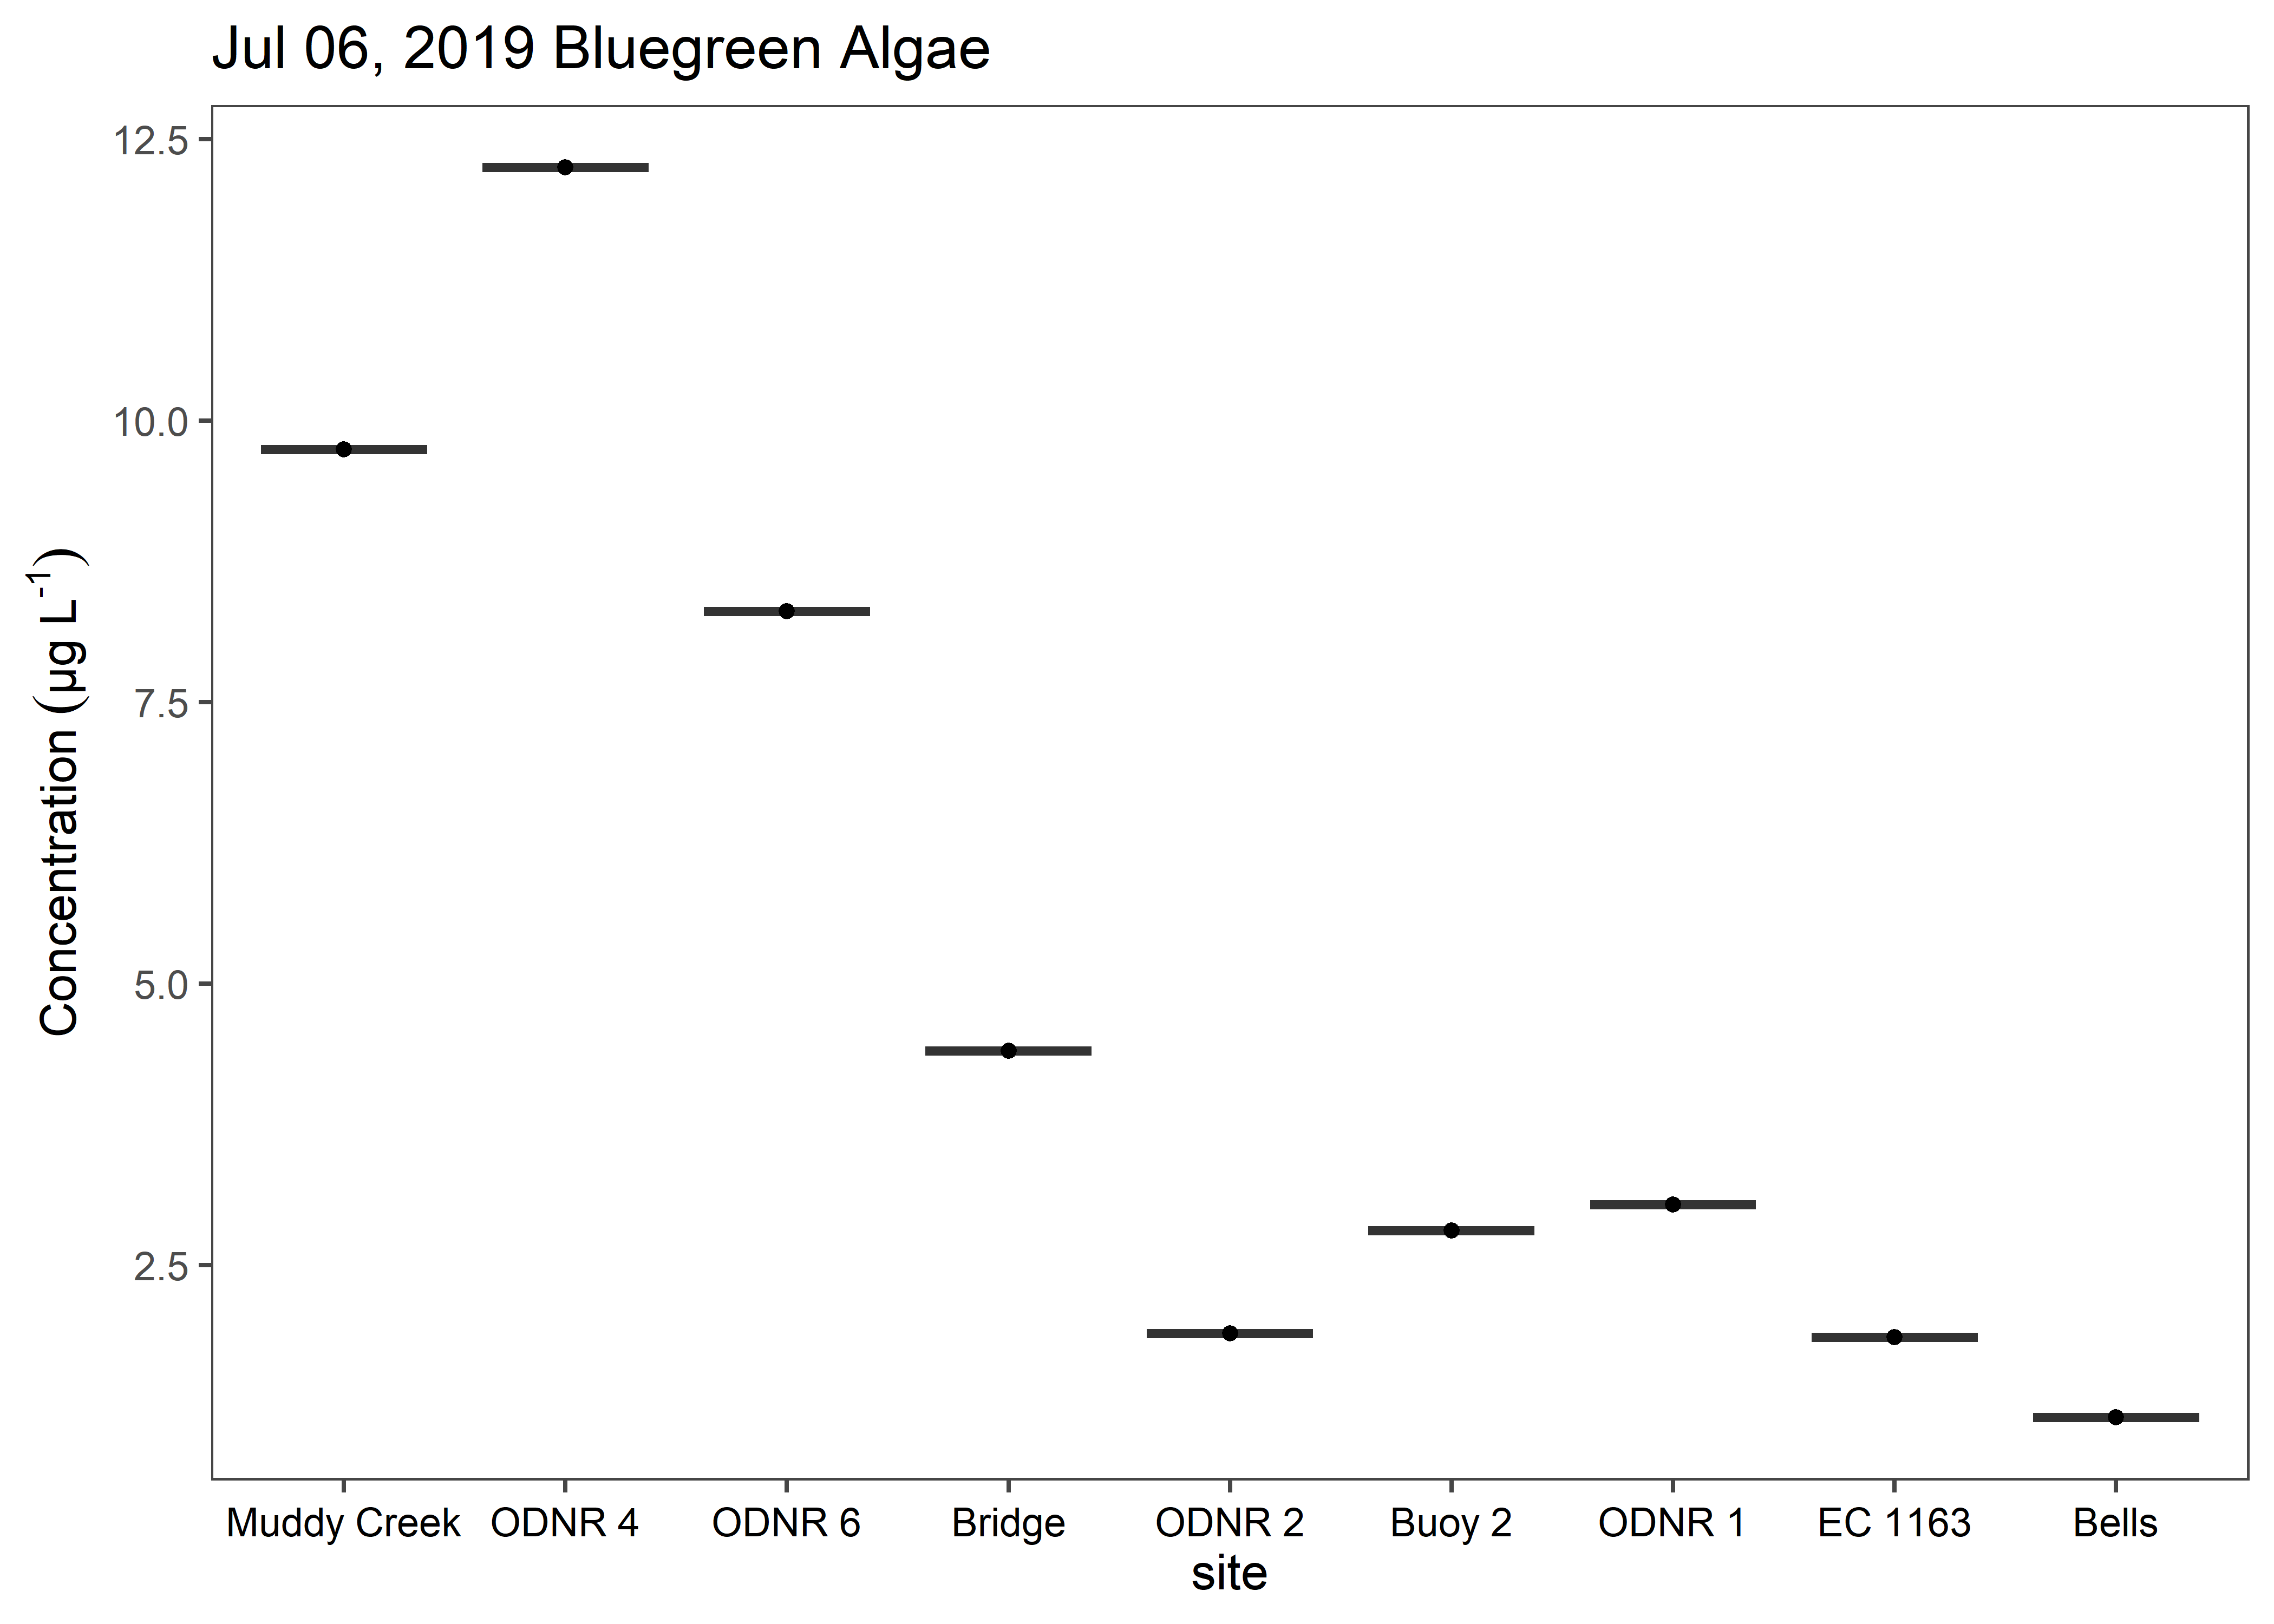 Jul 06, 2019 Bluegreen Algae
Concentration (µg L⁻¹)
12.5
10.0
7.5
5.0
2.5
Muddy Creek ODNR 4 ODNR 6 Bridge ODNR 2 Buoy 2 ODNR 1 EC 1163 Bells
site